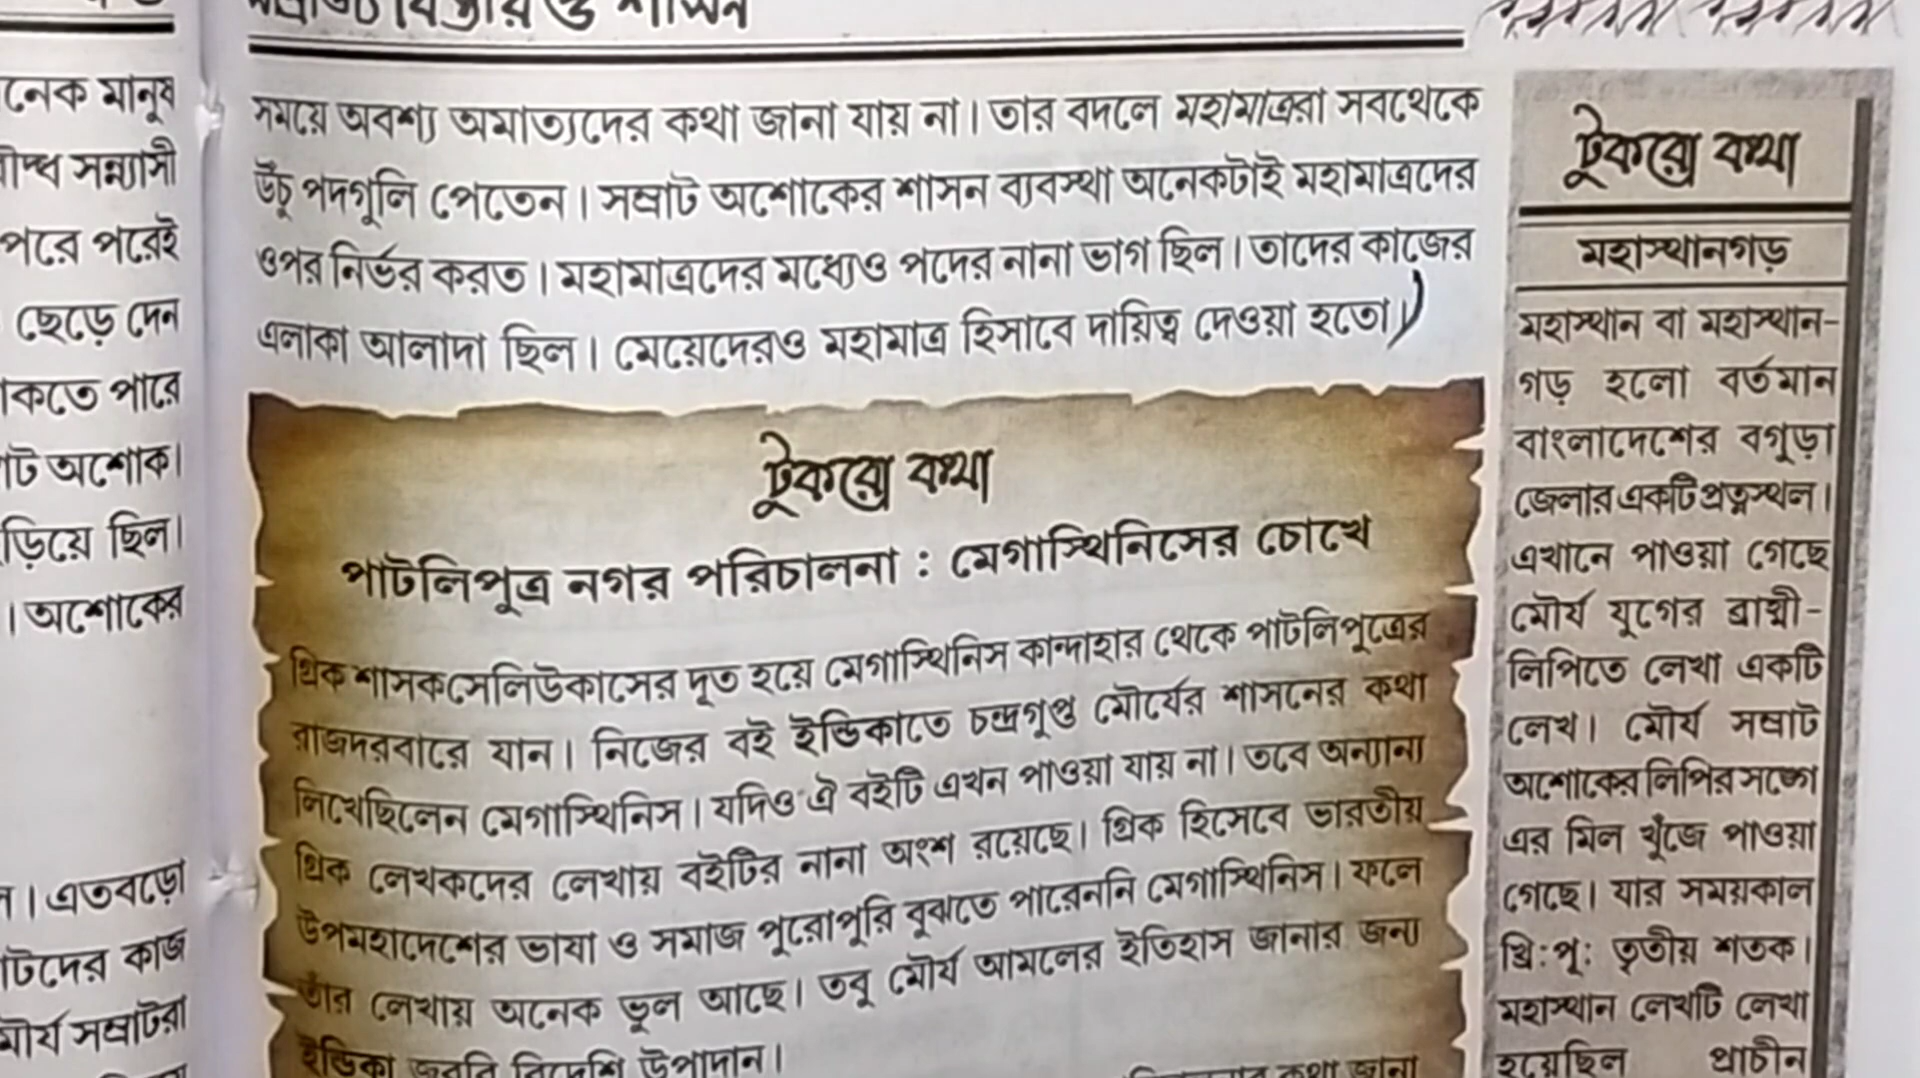 নেক মানুষ
সন্ন্যাসী
পরে পরেই
ছেড়ে দেন
কতে পারে
অশোক।
ড়িয়ে ছিল।
। অশোকের
। এতবড়ো
টিদের কাজ
মৌর্য সম্রাটরা
বিস্তার ও শাসন
সময়ে অবশ্য অমাত্যদের কথা জানা যায় না। তার বদলে মহামাত্ররা সবথেকে
উঁচু পদগুলি পেতেন। সম্রাট অশোকের শাসন ব্যবস্থা অনেকটাই মহামাত্রদের
ওপর নির্ভর করত। মহামাত্রদের মধ্যেও পদের নানা ভাগ ছিল। তাদের কাজের
এলাকা আলাদা ছিল। মেয়েদেরও মহামাত্র হিসাবে দায়িত্ব দেওয়া হতো।
টুকরো কথা
পাটলিপুত্র নগর পরিচালনা : মেগাস্থিনিসের চোখে
গ্রিক শাসক সেলিউকাসের দূত হয়ে মেগাস্থিনিস কান্দাহার থেকে পাটলিপুত্রের
রাজদরবারে যান। নিজের বই ইন্ডিকাতে চন্দ্রগুপ্ত মৌর্যের শাসনের কথা
লিখেছিলেন মেগাস্থিনিস। যদিও ঐ বইটি এখন পাওয়া যায় না। তবে অন্যান্য
গ্রিক লেখকদের লেখায় বইটির নানা অংশ রয়েছে। গ্রিক হিসেবে ভারতীয়
উপমহাদেশের ভাষা ও সমাজ পুরোপুরি বুঝতে পারেননি মেগাস্থিনিস। ফলে
তাঁর লেখায় অনেক ভুল আছে। তবু মৌর্য আমলের ইতিহাস জানার জন্য
ইন্ডিকা জরুরি বিদেশি উপাদান।
কথা জানা
টুকরো কথা
মহাস্থানগড়
মহাস্থান বা মহাস্থান-
গড় হলো বর্তমান
বাংলাদেশের বগুড়া
জেলার একটি প্রত্নস্থল।
এখানে পাওয়া গেছে
মৌর্য যুগের ব্রাহ্মী-
লিপিতে লেখা একটি
লেখ। মৌর্য সম্রাট
অশোকের লিপির সঙ্গে
এর মিল খুঁজে পাওয়া
গেছে। যার সময়কাল
খ্রি:পূ: তৃতীয় শতক।
মহাস্থান লেখটি লেখা
হয়েছিল প্রাচীন